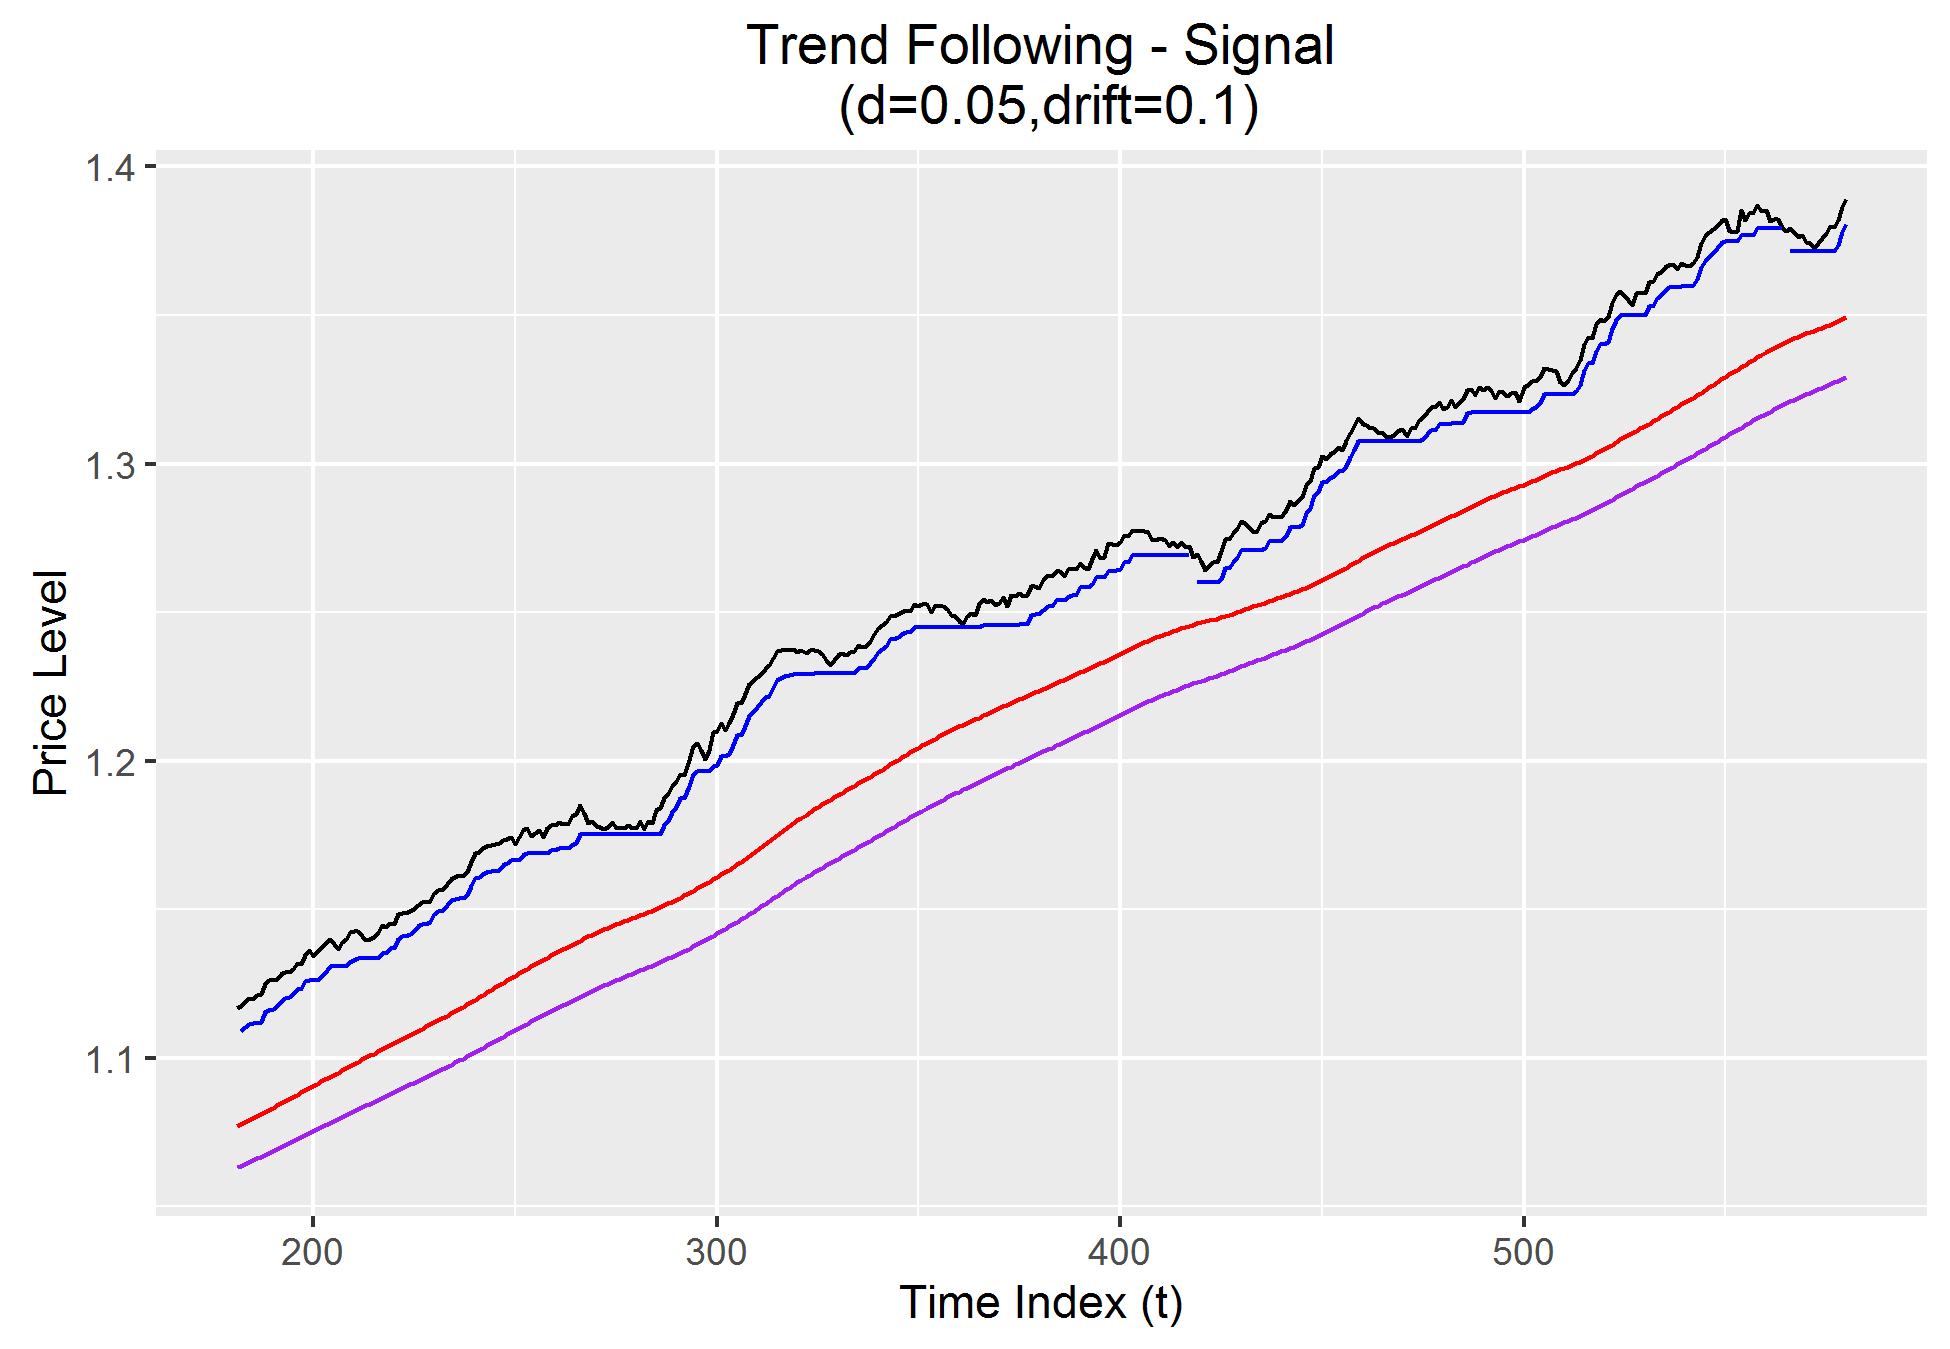 Trend Following - Signal
(d=0.05,drift=0.1)
1.4
1.3
1.2
1.1
Price Level
200 300 400 500
Time Index (t)